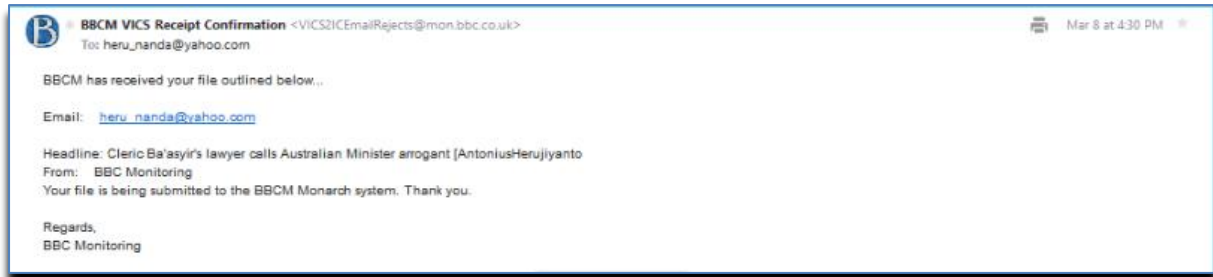 BBCM VICS Receipt Confirmation <VICS2ICEmailRejects@mon.bbc.co.uk> Mar 8 at 4:30 PM
To: heru_nanda@yahoo.com
BBCM has received your file outlined below...
Email: heru_nanda@yahoo.com
Headline: Cleric Ba'asyir's lawyer calls Australian Minister arrogant [AntoniusHerujiyanto
From: BBC Monitoring
Your file is being submitted to the BBCM Monarch system. Thank you.
Regards,
BBC Monitoring